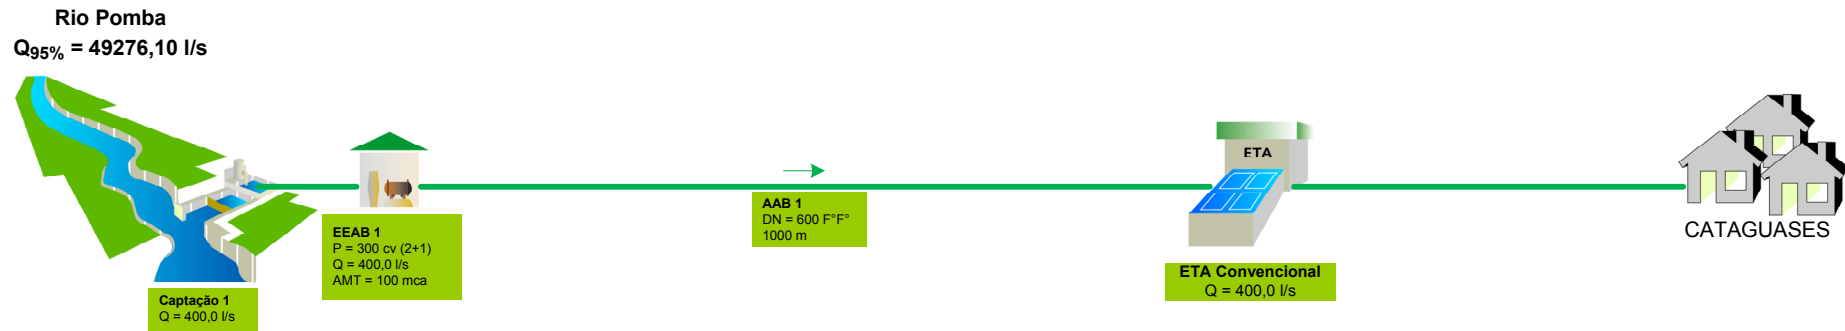 Rio Pomba
Q95% = 49276,10 l/s
Captação 1
Q = 400,0 l/s
EEAB 1
P = 300 cv (2+1)
Q = 400,0 l/s
AMT = 100 mca
AAB 1
DN = 600 F°F°
1000 m
ETA
ETA Convencional
Q = 400,0 l/s
CATAGUASES